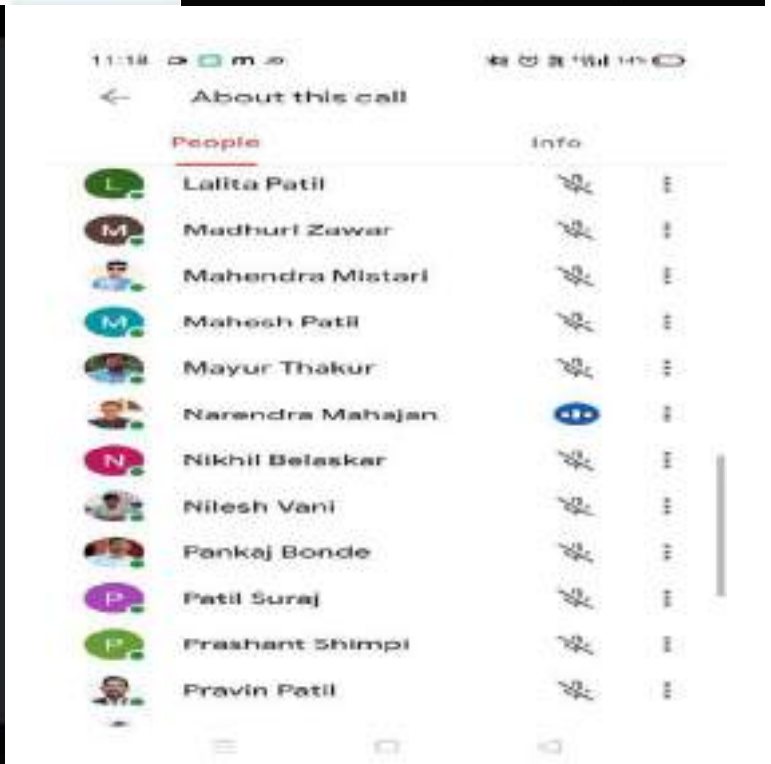 11:18 m 14%
About this call
People Info
L Lalita Patil
M Madhuri Zawar
Mahendra Mistari
M Mahesh Patil
Mayur Thakur
Narendra Mahajan
N Nikhil Belaskar
Nilesh Vani
Pankaj Bonde
P Patil Suraj
P Prashant Shimpi
Pravin Patil